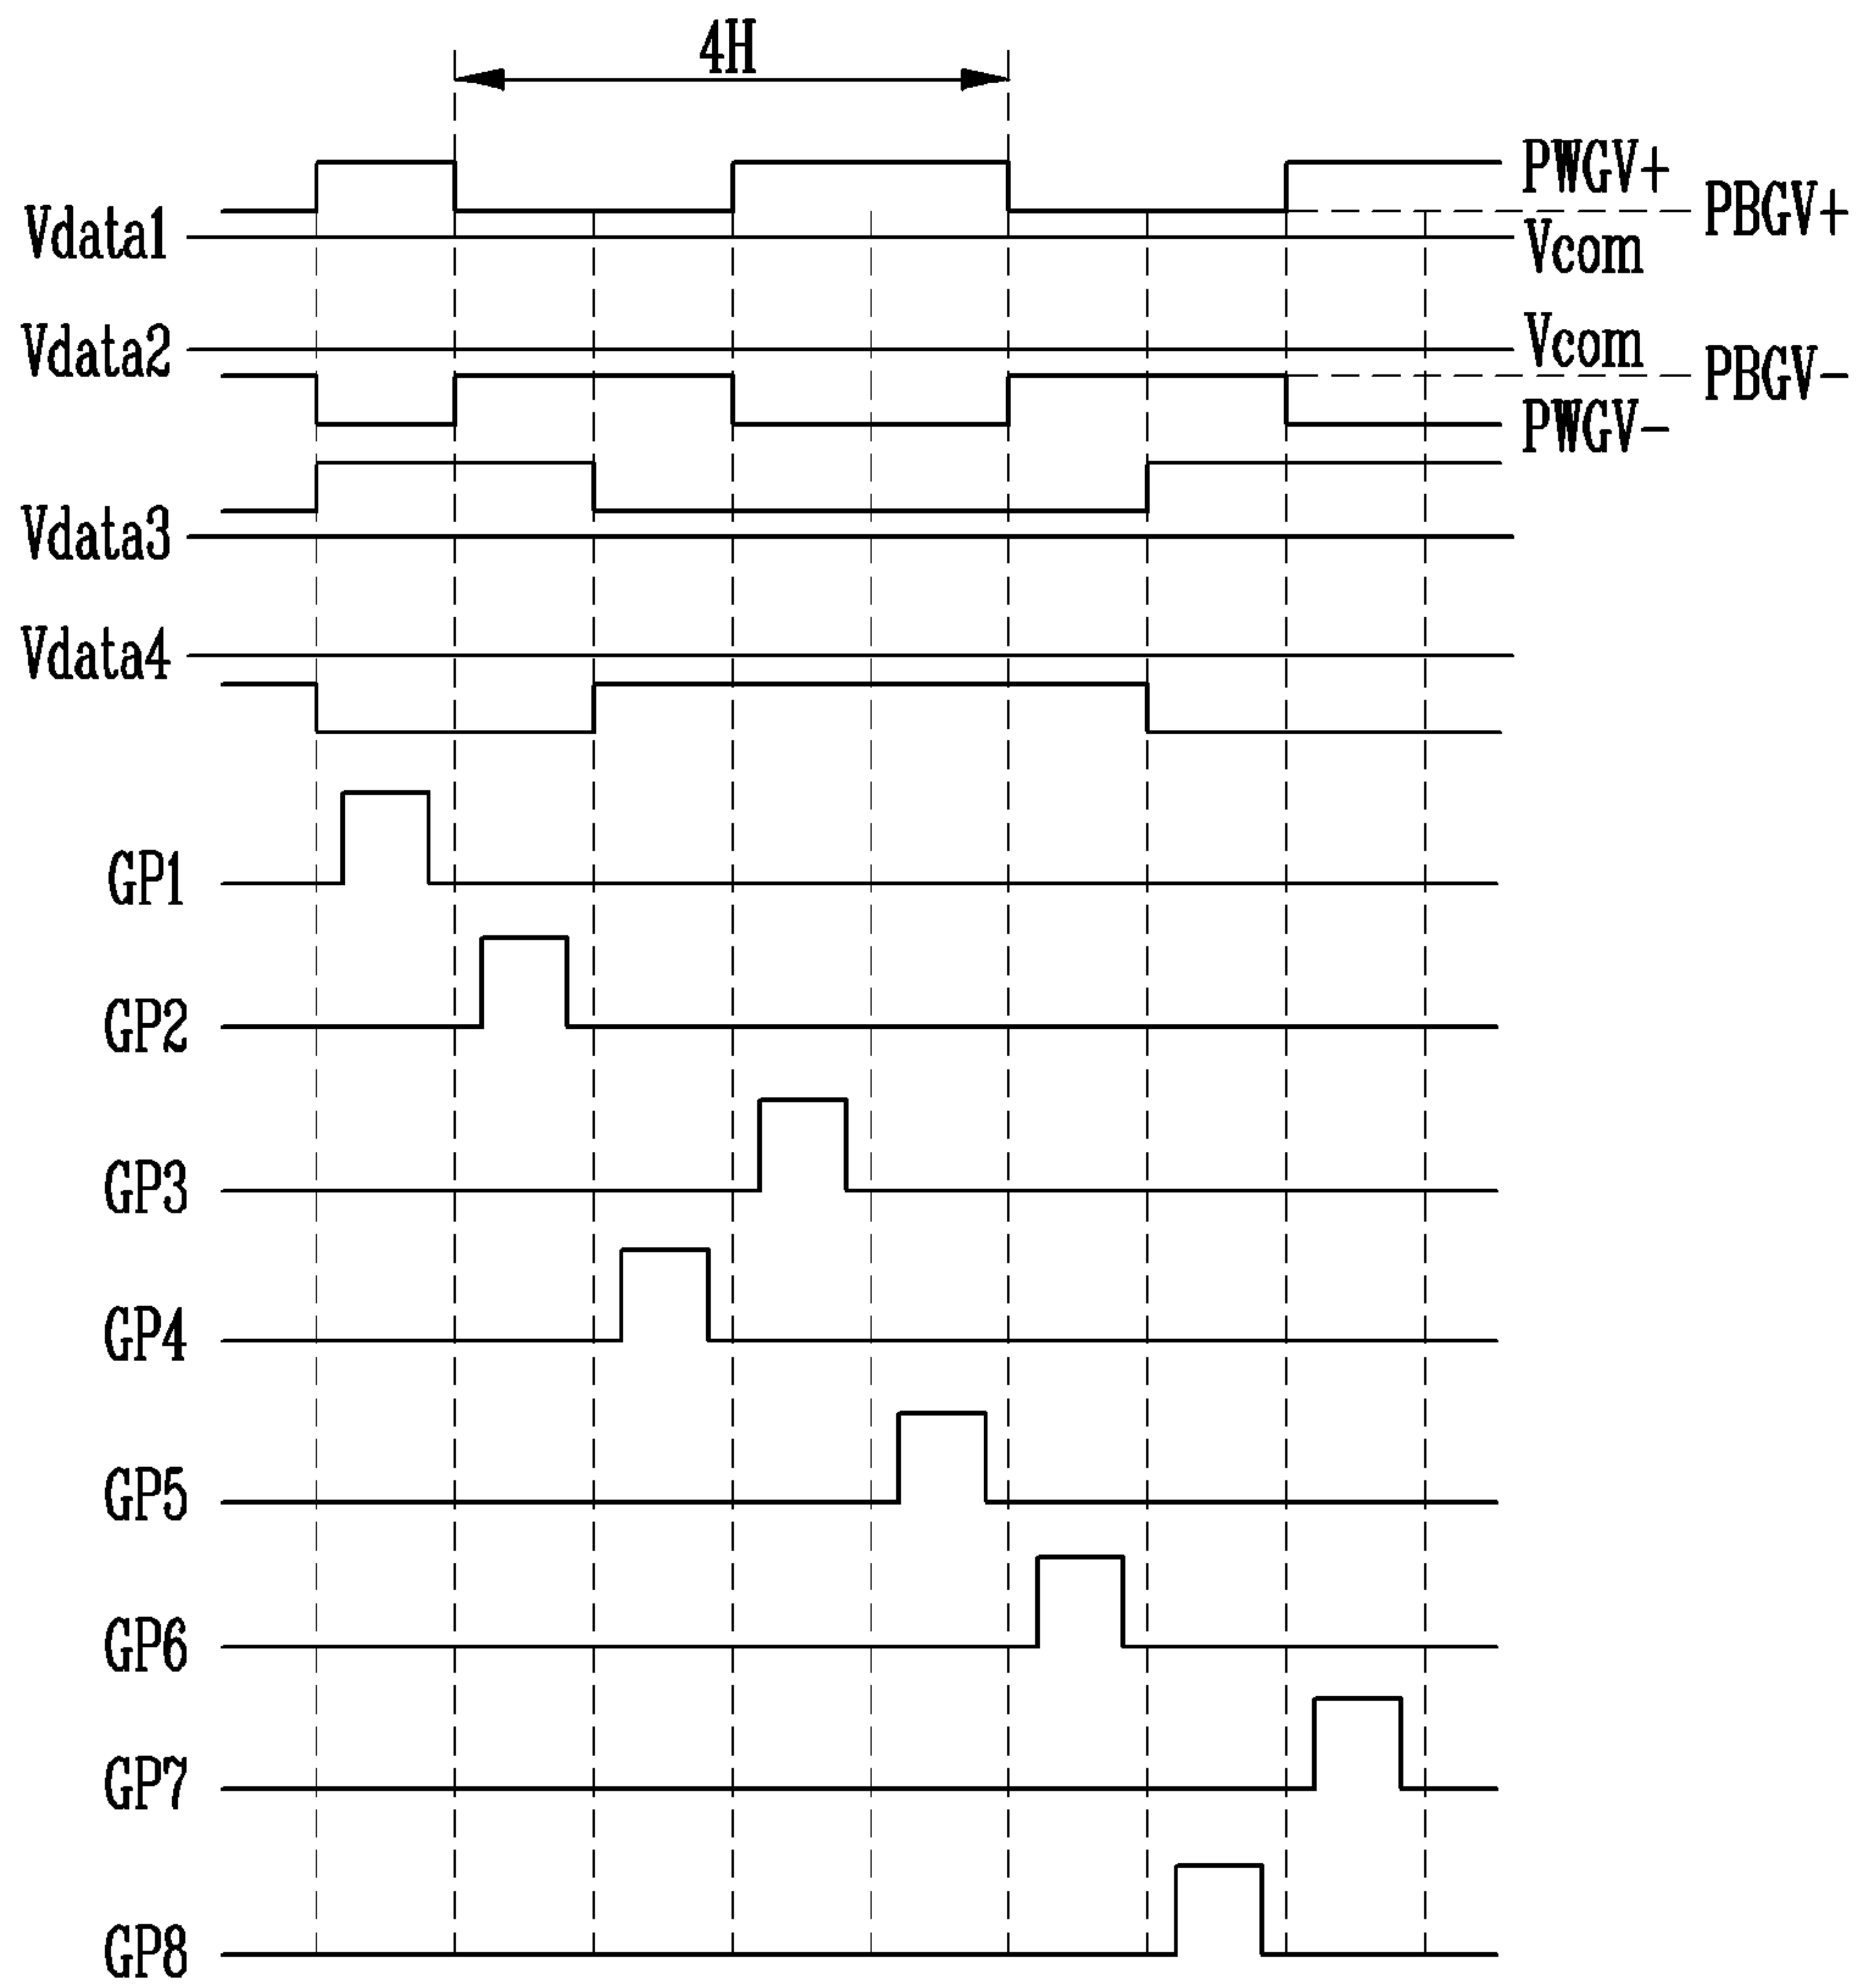 4H
PWGV+
PBGV+
Vdata1
Vcom
Vcom
Vdata2
PBGV-
PWGV-
Vdata3
Vdata4
GP1
GP2
GP3
GP4
GP5
GP6
GP7
GP8